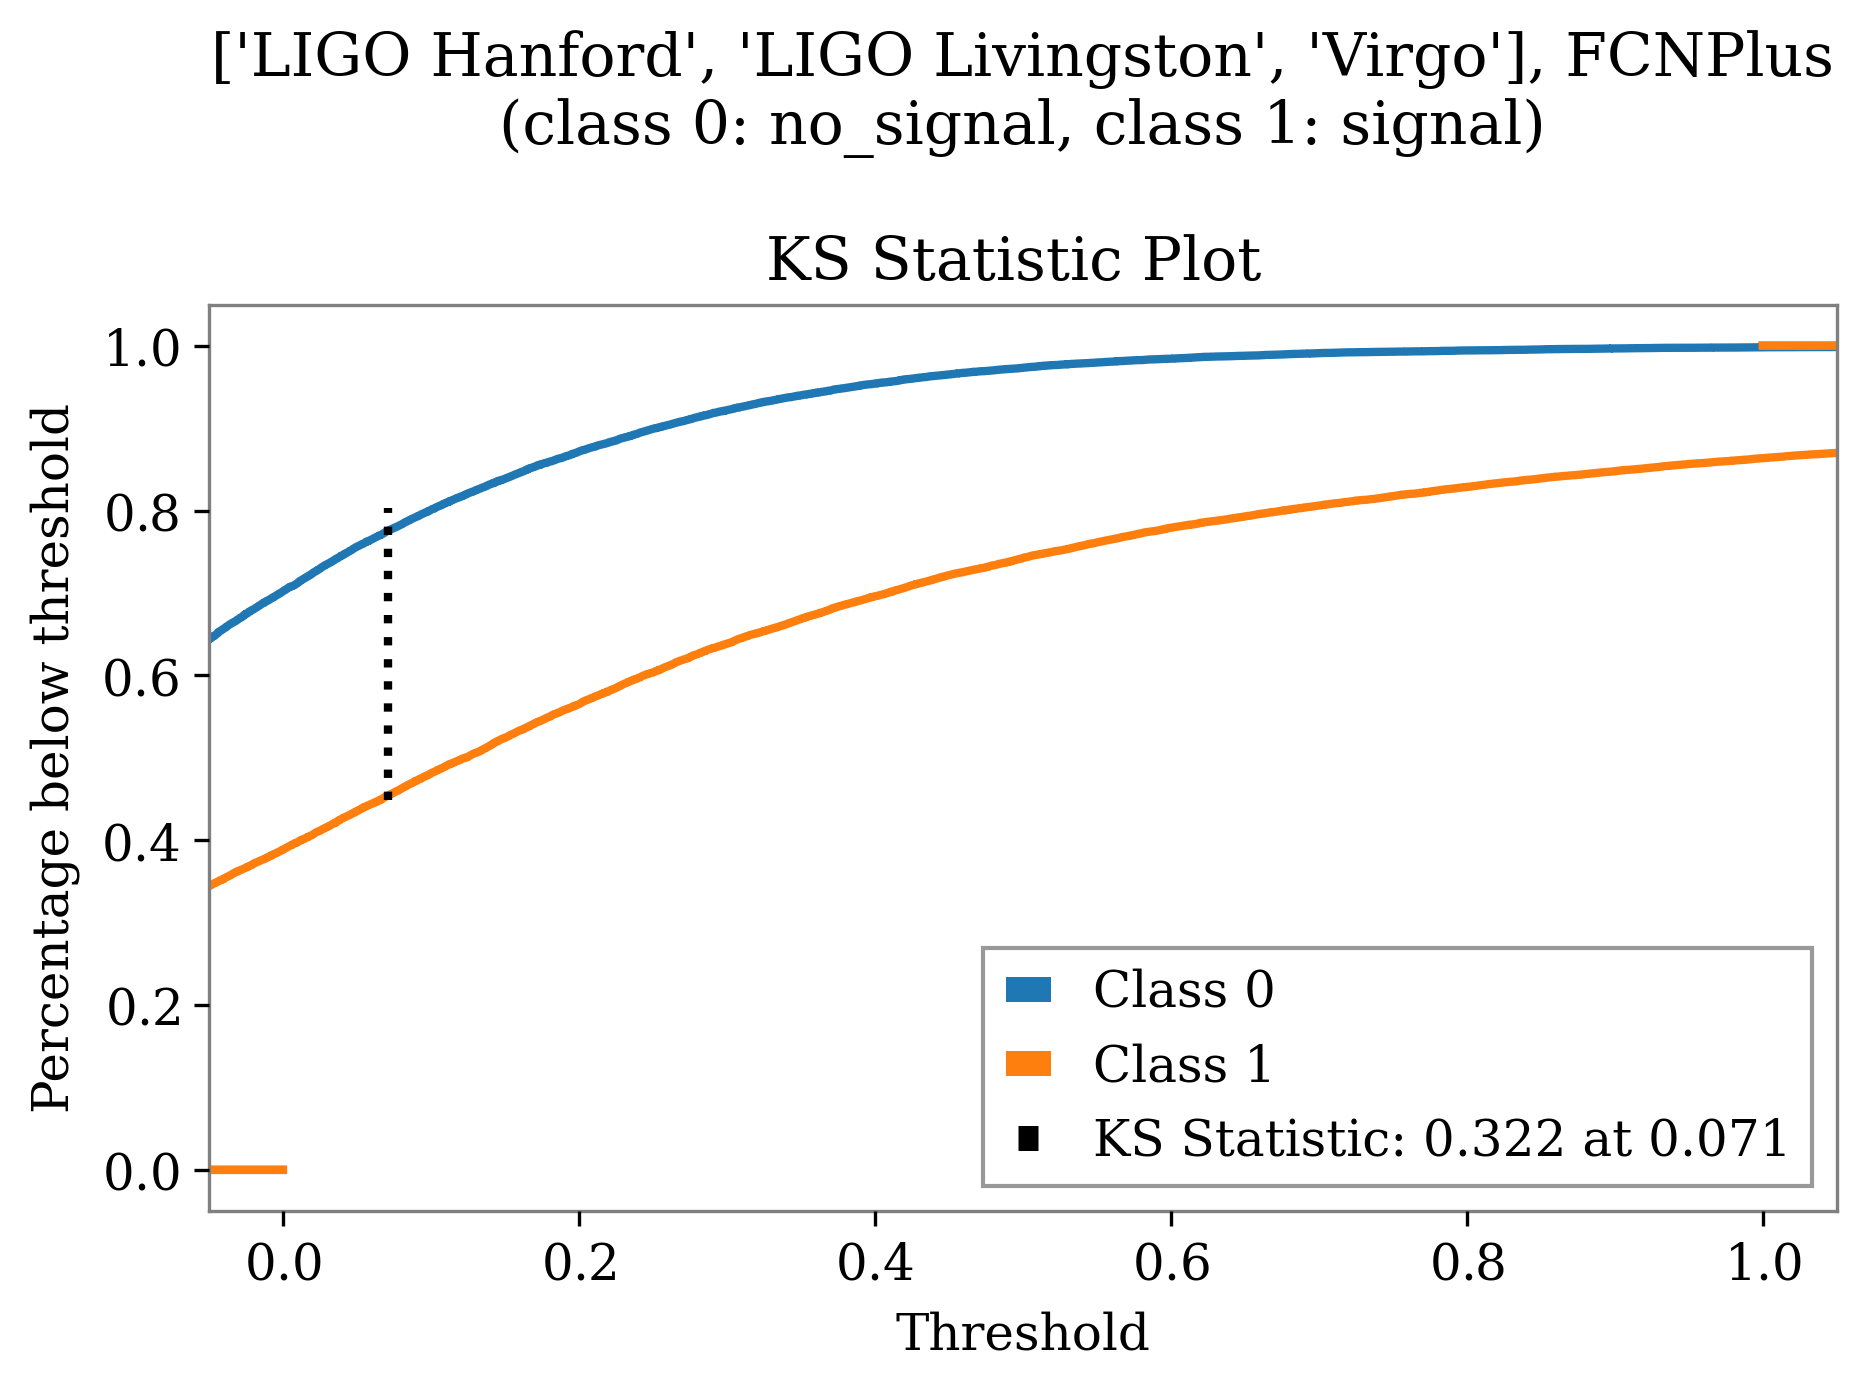 ['LIGO Hanford', 'LIGO Livingston', 'Virgo'], FCNPlus
(class 0: no_signal, class 1: signal)
KS Statistic Plot
Percentage below threshold
1.0
0.8
0.6
0.4
0.2
0.0
Class 0
Class 1
KS Statistic: 0.322 at 0.071
0.0 0.2 0.4 0.6 0.8 1.0
Threshold